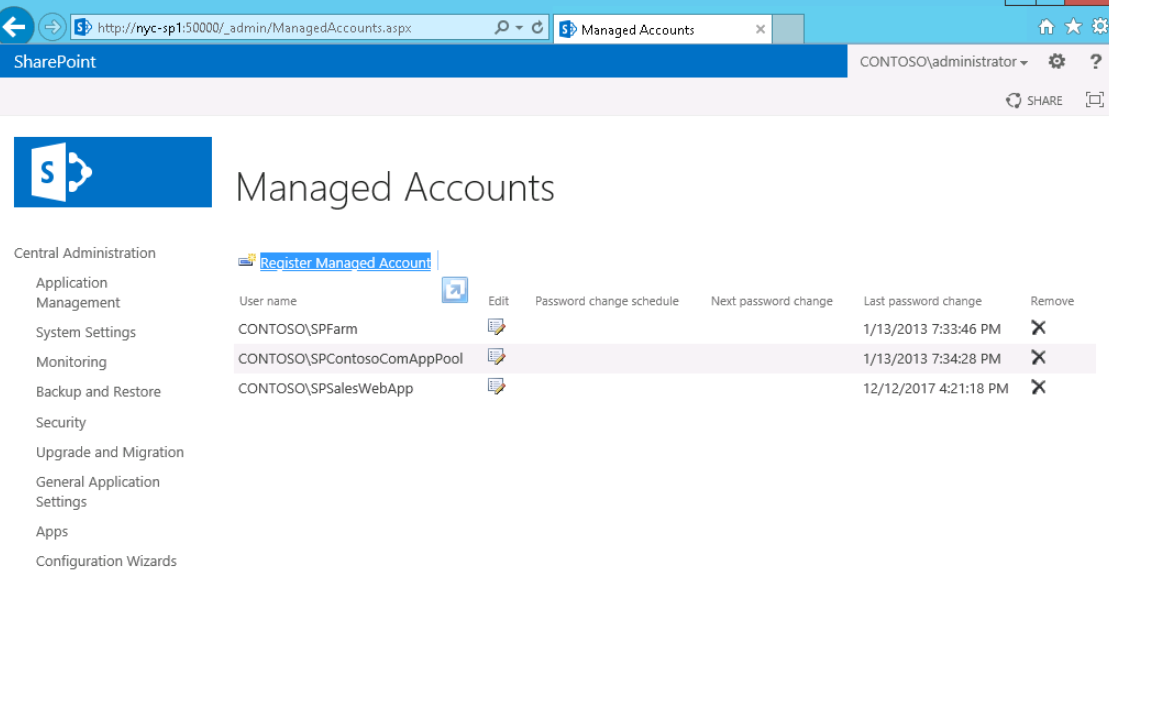 http://nyc-sp1:50000/_admin/ManagedAccounts.aspx
Managed Accounts
SharePoint
CONTOSO\administrator
?
SHARE
S
Managed Accounts
Central Administration
Application
Management
System Settings
Monitoring
Backup and Restore
Security
Upgrade and Migration
General Application
Settings
Apps
Configuration Wizards
Register Managed Account
User name Edit Password change schedule Next password change Last password change Remove
CONTOSO\SPFarm 1/13/2013 7:33:46 PM
CONTOSO\SPContosoComAppPool 1/13/2013 7:34:28 PM
CONTOSO\SPSalesWebApp 12/12/2017 4:21:18 PM